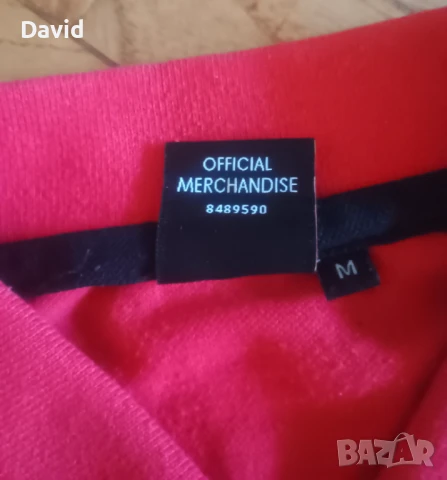 David
OFFICIAL
MERCHANDISE
8489590
M
BAZAR